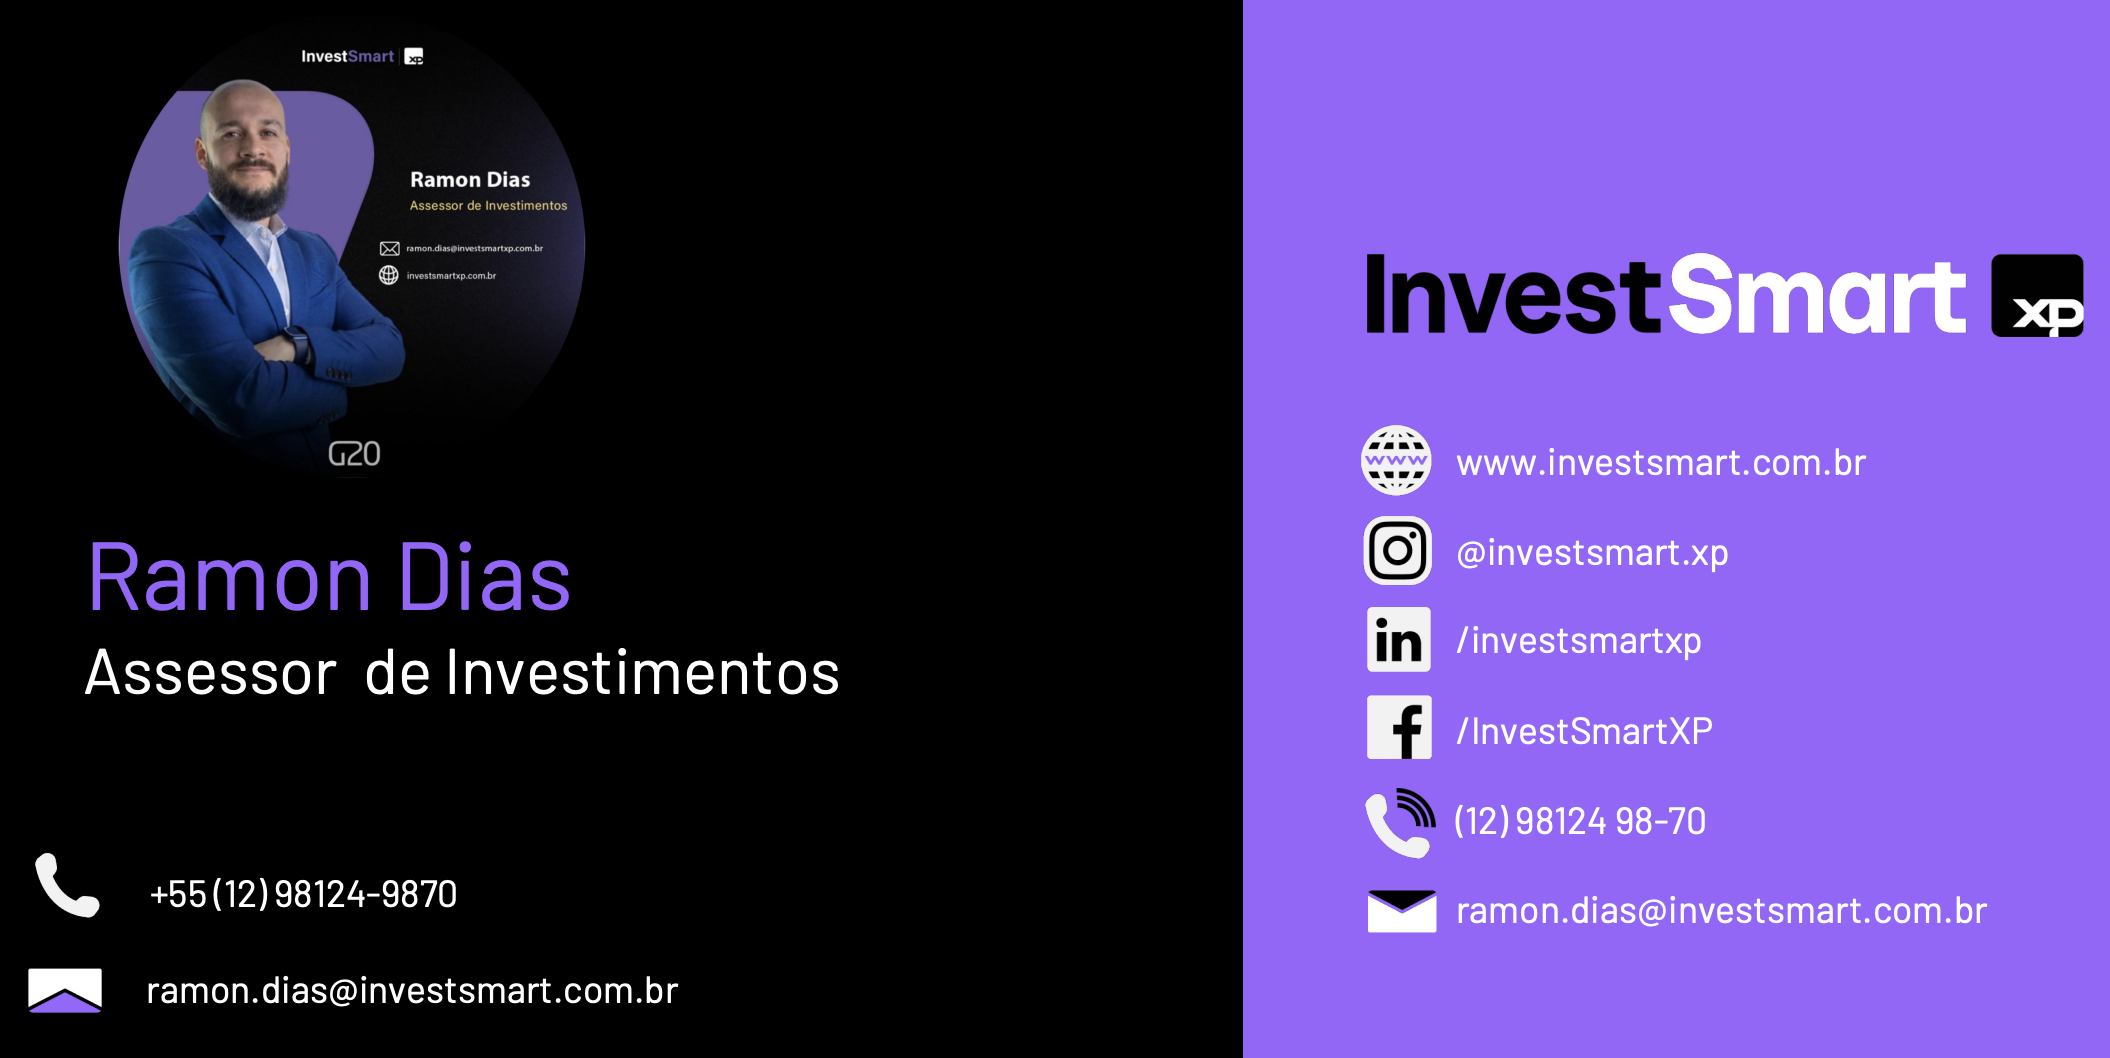 InvestSmart xp
Ramon Dias
Assessor de Investimentos
ramon.dias@investsmartxp.com.br
investsmartxp.com.br
G20
Ramon Dias
Assessor de Investimentos
+55 (12) 98124-9870
ramon.dias@investsmart.com.br
InvestSmart xp
www
www.investsmart.com.br
@investsmart.xp
in
/investsmartxp
f
/InvestSmartXP
(12) 98124 98-70
ramon.dias@investsmart.com.br